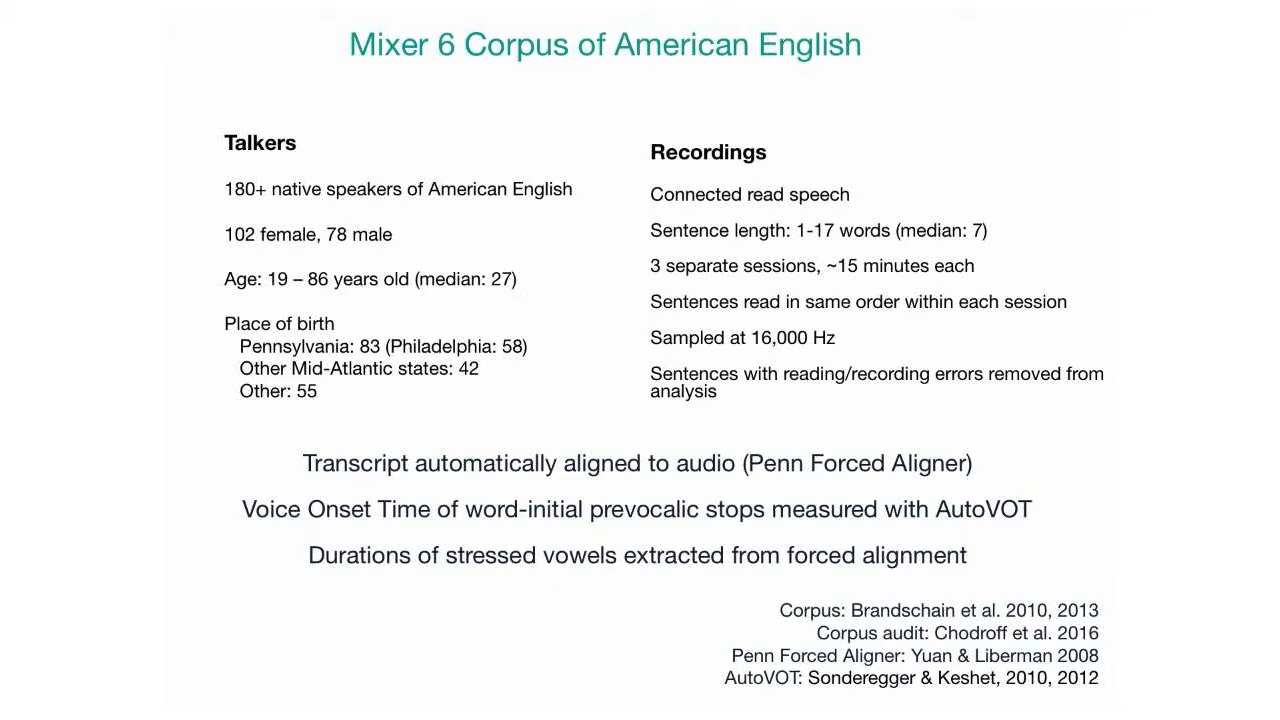 Mixer 6 Corpus of American English
Talkers
180+ native speakers of American English
102 female, 78 male
Age: 19 – 86 years old (median: 27)
Place of birth
Pennsylvania: 83 (Philadelphia: 58)
Other Mid-Atlantic states: 42
Other: 55
Recordings
Connected read speech
Sentence length: 1-17 words (median: 7)
3 separate sessions, ~15 minutes each
Sentences read in same order within each session
Sampled at 16,000 Hz
Sentences with reading/recording errors removed from
analysis
Transcript automatically aligned to audio (Penn Forced Aligner)
Voice Onset Time of word-initial prevocalic stops measured with AutoVOT
Durations of stressed vowels extracted from forced alignment
Corpus: Brandschain et al. 2010, 2013
Corpus audit: Chodroff et al. 2016
Penn Forced Aligner: Yuan & Liberman 2008
AutoVOT: Sonderegger & Keshet, 2010, 2012